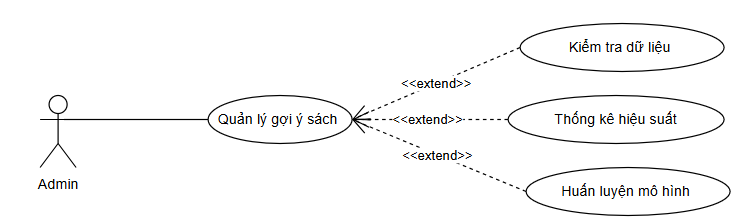 Kiểm tra dữ liệu
<<extend>>
Quản lý gợi ý sách
<<extend>>
Thống kê hiệu suất
<<extend>>
Admin
Huấn luyện mô hình